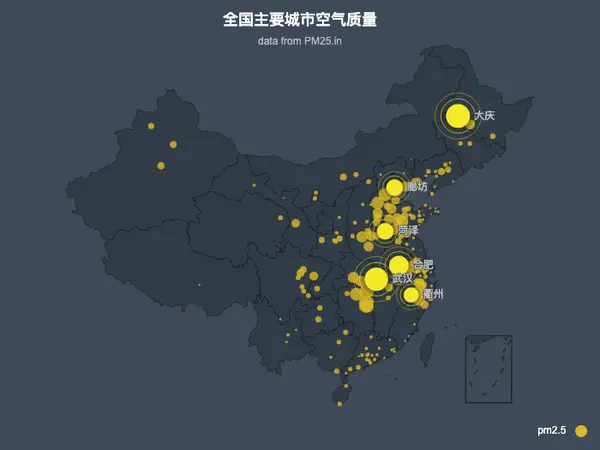 全国主要城市空气质量
data from PM25.in
大庆
廊坊
菏泽
合肥
武汉
衢州
pm2.5